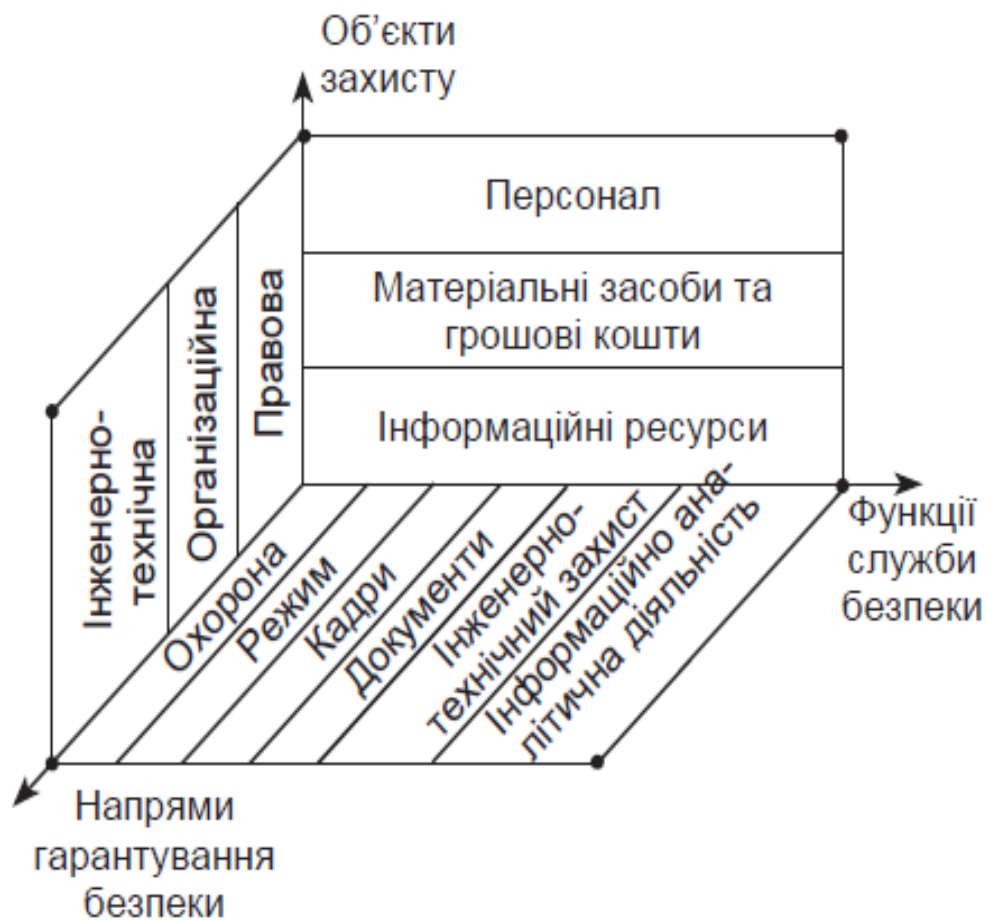 Об’єкти
захисту
Персонал
Матеріальні засоби та
грошові кошти
Інформаційні ресурси
Інженерно-
технічна
Організаційна
Правова
Охорона
Режим
Кадри
Документи
Інженерно-
технічний захист
Інформаційно ана-
літична діяльність
Функції
служби
безпеки
Напрями
гарантування
безпеки